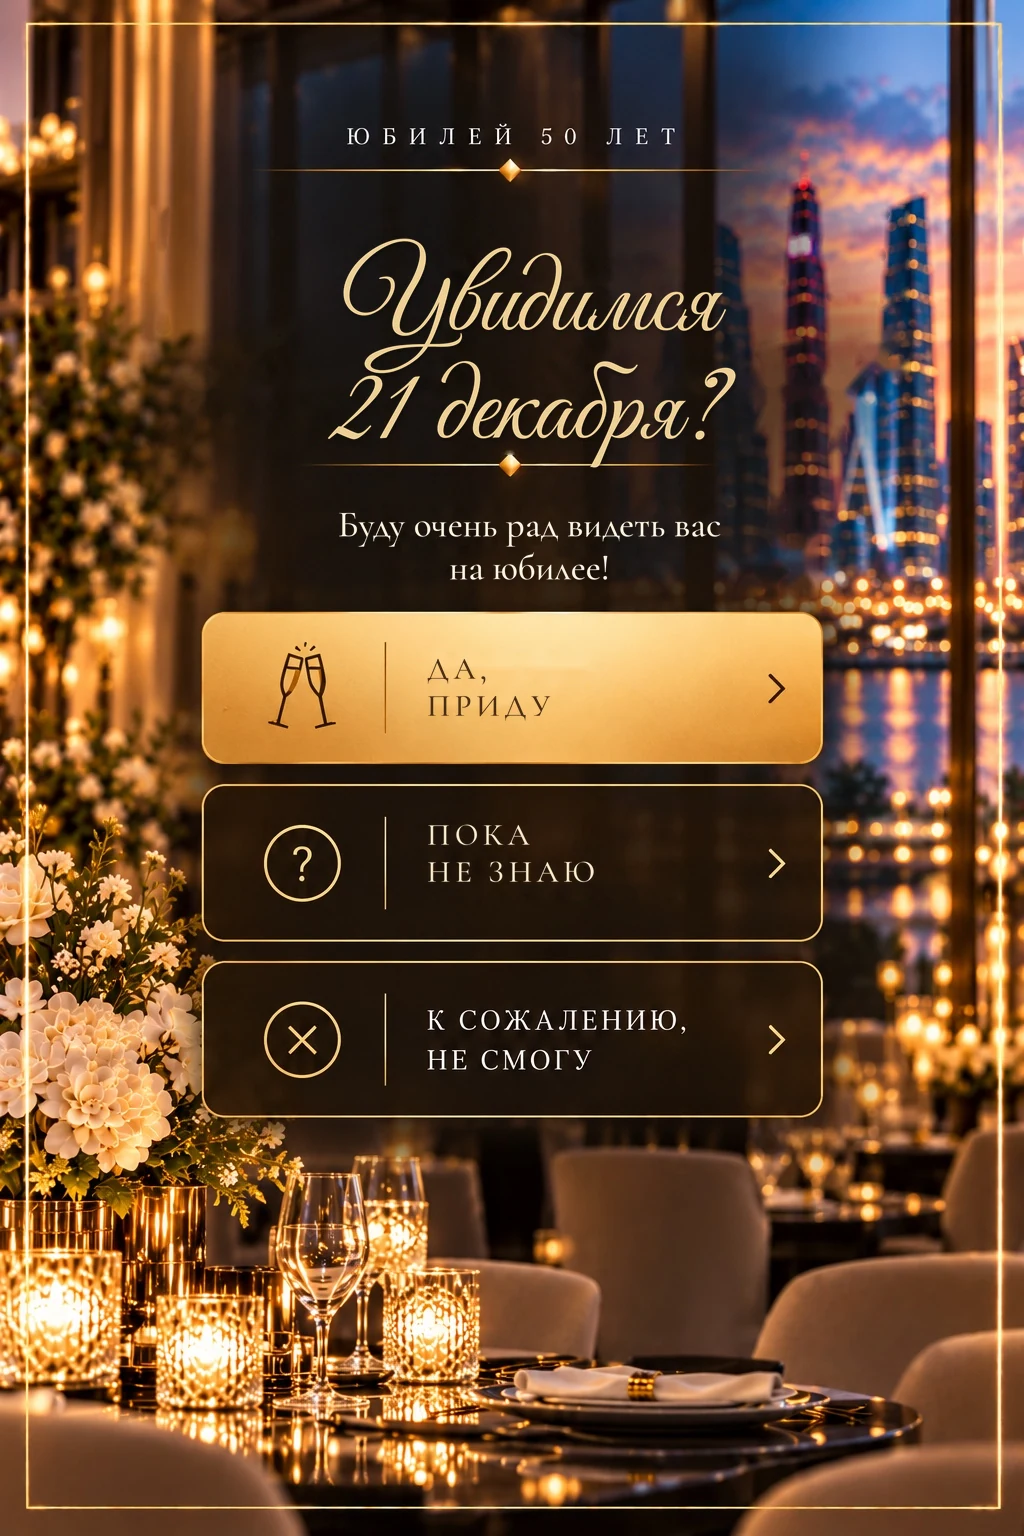 ЮБИЛЕЙ 50 ЛЕТ
Увидимся
21 декабря?
Буду очень рад видеть вас
на юбилее!
ДА,
ПРИДУ
?
ПОКА
НЕ ЗНАЮ
К СОЖАЛЕНИЮ,
НЕ СМОГУ